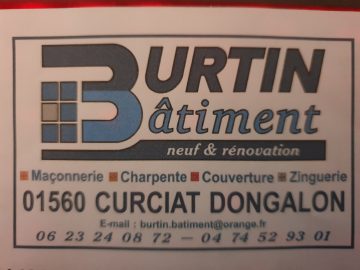 BURTIN
Bâtiment
neuf & rénovation
Maçonnerie Charpente Couverture Zinguerie
01560 CURCIAT DONGALON
E-mail : burtin.batiment@orange.fr
06 23 24 08 72 – 04 74 52 93 01